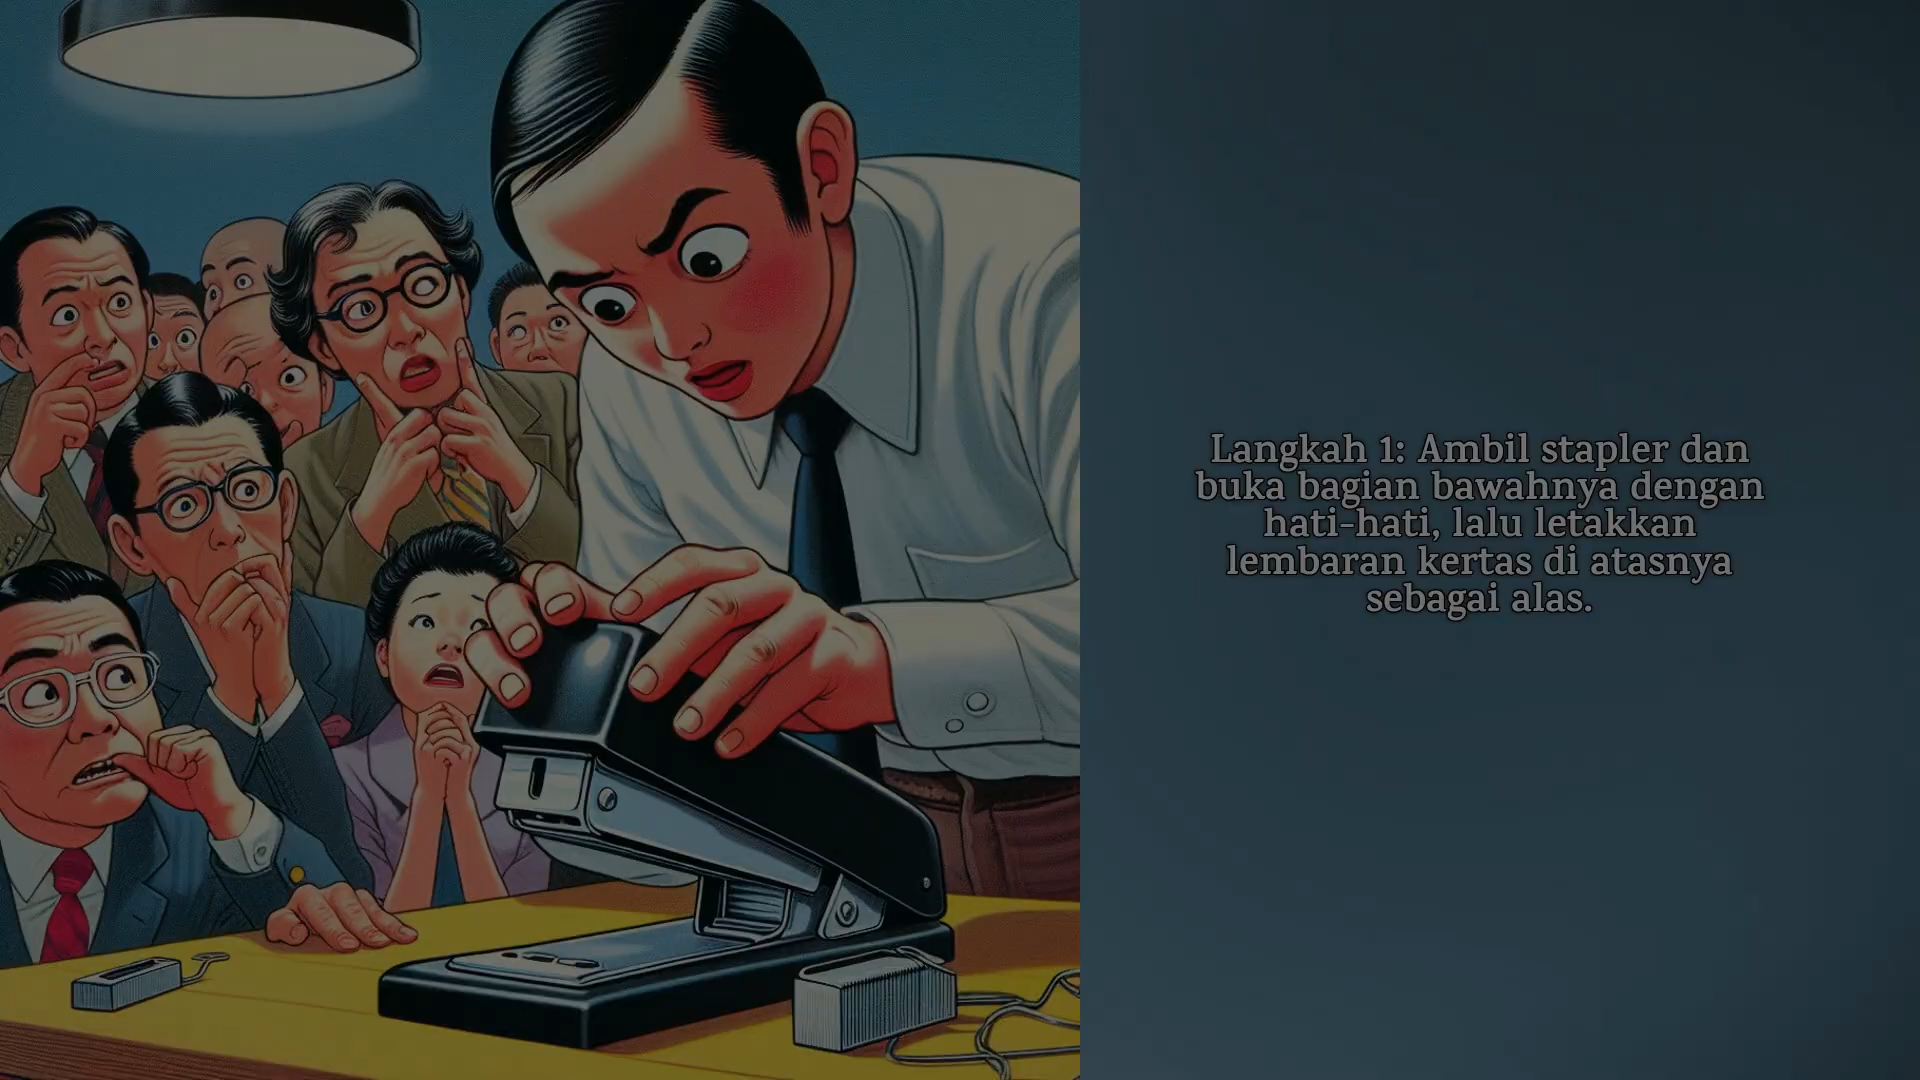 Langkah 1: Ambil stapler dan
buka bagian bawahnya dengan
hati-hati, lalu letakkan
lembaran kertas di atasnya
sebagai alas.